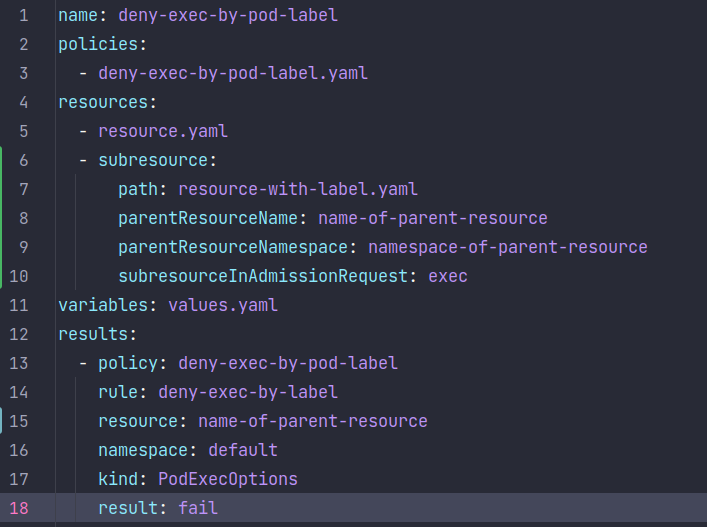 1 name: deny-exec-by-pod-label
2 policies:
3   - deny-exec-by-pod-label.yaml
4 resources:
5   - resource.yaml
6   - subresource:
7       path: resource-with-label.yaml
8       parentResourceName: name-of-parent-resource
9       parentResourceNamespace: namespace-of-parent-resource
10       subresourceInAdmissionRequest: exec
11 variables: values.yaml
12 results:
13   - policy: deny-exec-by-pod-label
14     rule: deny-exec-by-label
15     resource: name-of-parent-resource
16     namespace: default
17     kind: PodExecOptions
18     result: fail